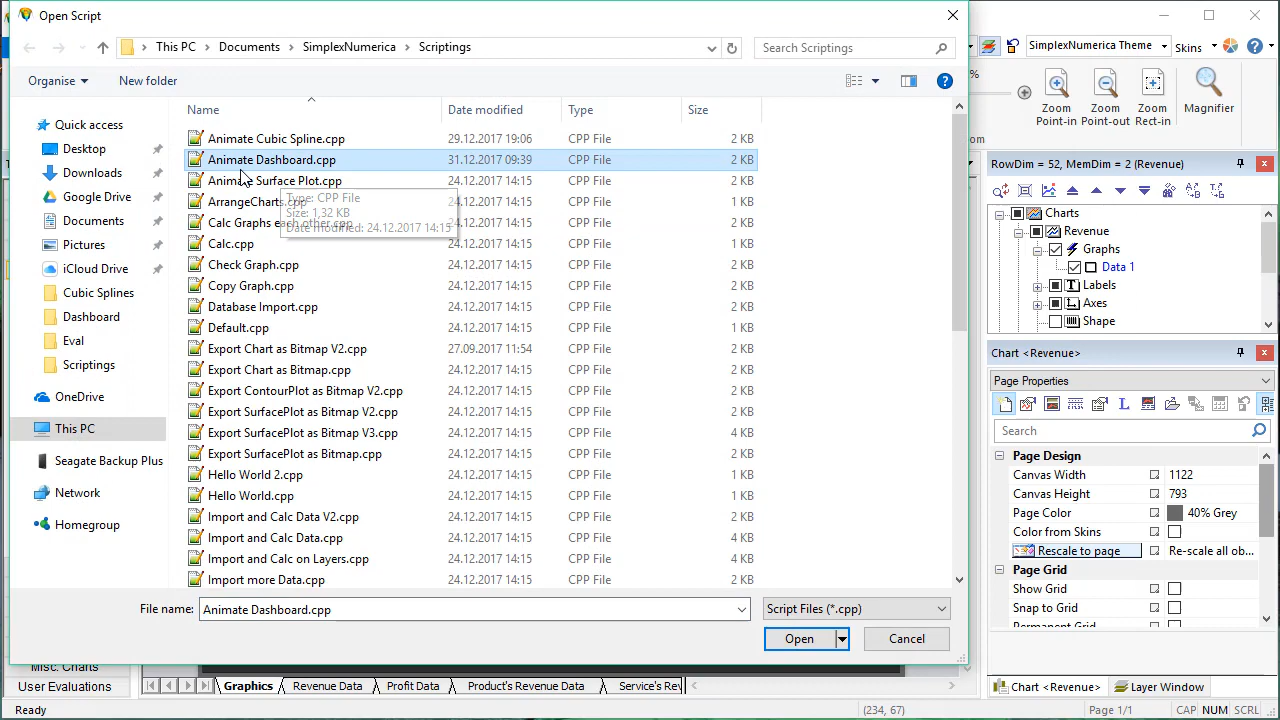 Open Script
This PC
Documents
SimplexNumerica
Scriptings
Search Scriptings
Organise
New folder
Name
Date modified
Type
Size
Quick access
Desktop
Downloads
Google Drive
Documents
Pictures
iCloud Drive
Cubic Splines
Dashboard
Eval
Scriptings
OneDrive
This PC
Seagate Backup Plus
Network
Homegroup
Animate Cubic Spline.cpp 29.12.2017 19:06 CPP File 2 KB
Animate Dashboard.cpp 31.12.2017 09:39 CPP File 2 KB
Animate Surface Plot.cpp 24.12.2017 14:15 CPP File 2 KB
ArrangeCharts.cpp 24.12.2017 14:15 CPP File 1 KB
Calc Graphs each other.cpp 24.12.2017 14:15 CPP File 2 KB
Calc.cpp 24.12.2017 14:15 CPP File 1 KB
Check Graph.cpp 24.12.2017 14:15 CPP File 2 KB
Copy Graph.cpp 24.12.2017 14:15 CPP File 2 KB
Database Import.cpp 24.12.2017 14:15 CPP File 2 KB
Default.cpp 24.12.2017 14:15 CPP File 1 KB
Export Chart as Bitmap V2.cpp 27.09.2017 11:54 CPP File 2 KB
Export Chart as Bitmap.cpp 24.12.2017 14:15 CPP File 2 KB
Export ContourPlot as Bitmap V2.cpp 24.12.2017 14:15 CPP File 2 KB
Export SurfacePlot as Bitmap V2.cpp 24.12.2017 14:15 CPP File 2 KB
Export SurfacePlot as Bitmap V3.cpp 24.12.2017 14:15 CPP File 4 KB
Export SurfacePlot as Bitmap.cpp 24.12.2017 14:15 CPP File 2 KB
Hello World 2.cpp 24.12.2017 14:15 CPP File 1 KB
Hello World.cpp 24.12.2017 14:15 CPP File 1 KB
Import and Calc Data V2.cpp 24.12.2017 14:15 CPP File 2 KB
Import and Calc Data.cpp 24.12.2017 14:15 CPP File 4 KB
Import and Calc on Layers.cpp 24.12.2017 14:15 CPP File 2 KB
Import more Data.cpp 24.12.2017 14:15 CPP File 2 KB
Type: CPP File
Size: 1,32 KB
Date modified: 24.12.2017 14:15
File name: Animate Dashboard.cpp
Script Files (*.cpp)
Open
Cancel
SimplexNumerica Theme
Skins
%
Zoom Point-in
Zoom Point-out
Zoom Rect-in
Magnifier
RowDim = 52, MemDim = 2 (Revenue)
Charts
Revenue
Graphs
Data 1
Labels
Axes
Shape
Chart <Revenue>
Page Properties
Search
Page Design
Canvas Width 1122
Canvas Height 793
Page Color 40% Grey
Color from Skins
Rescale to page Re-scale all ob...
Page Grid
Show Grid
Snap to Grid
Permanent Grid
Misc. Charts
User Evaluations
Graphics
Revenue Data
Profit Data
Product's Revenue Data
Service's Re
Chart <Revenue>
Layer Window
Ready
(234, 67)
Page 1/1
CAP
NUM
SCRL